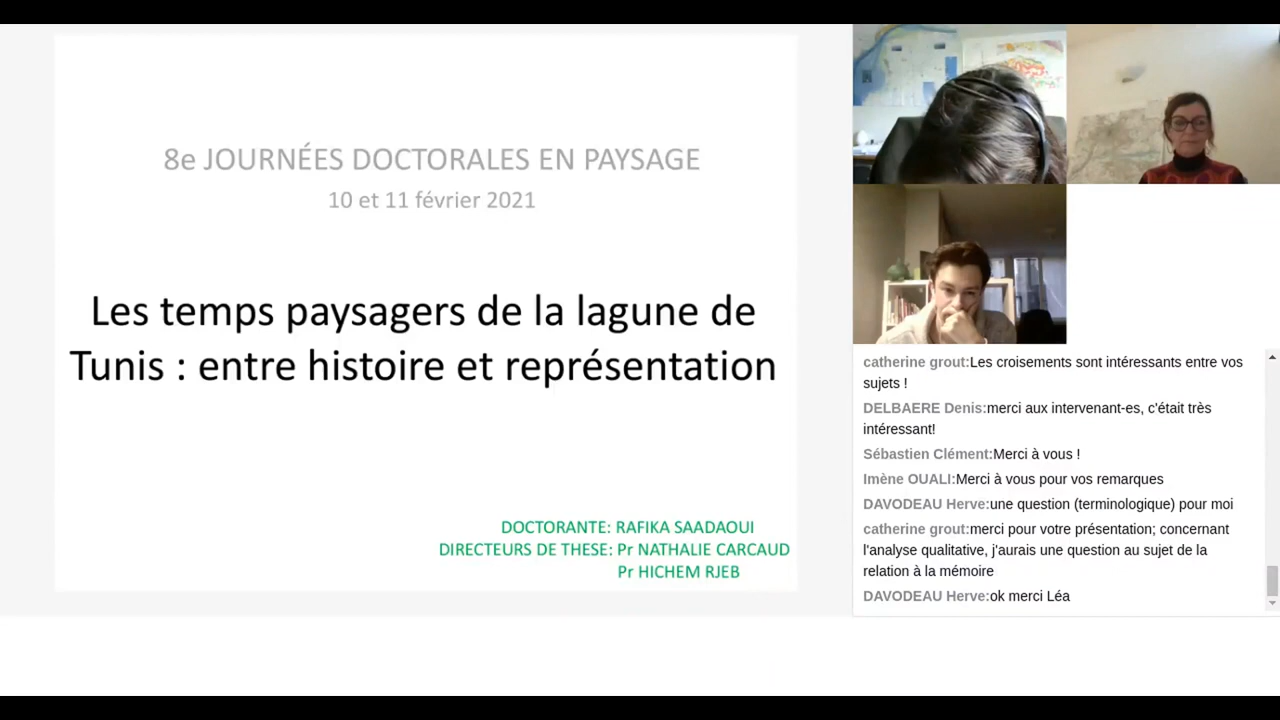 8e JOURNÉES DOCTORALES EN PAYSAGE
10 et 11 février 2021
Les temps paysagers de la lagune de
Tunis : entre histoire et représentation
DOCTORANTE: RAFIKA SAADAOUI
DIRECTEURS DE THESE: Pr NATHALIE CARCAUD
Pr HICHEM RJEB
catherine grout:Les croisements sont intéressants entre vos
sujets !
DELBAERE Denis:merci aux intervenant-es, c'était très
intéressant!
Sébastien Clément:Merci à vous !
Imène OUALI:Merci à vous pour vos remarques
DAVODEAU Herve:une question (terminologique) pour moi
catherine grout:merci pour votre présentation; concernant
l'analyse qualitative, j'aurais une question au sujet de la
relation à la mémoire
DAVODEAU Herve:ok merci Léa